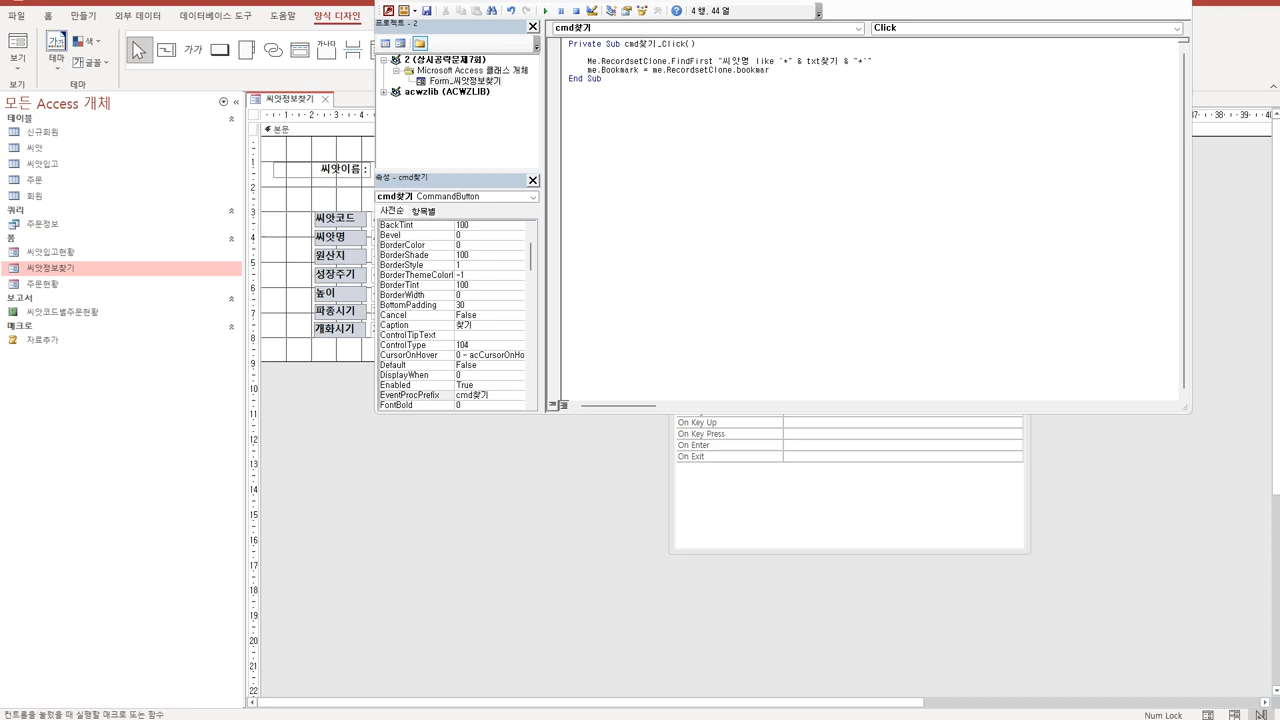 파일
홈
만들기
외부 데이터
데이터베이스 도구
도움말
양식 디자인
보기
보기
테마
색
글꼴
테마
가가
가나다
모든 Access 개체
테이블
신규회원
씨앗
씨앗입고
주문
회원
쿼리
주문정보
폼
씨앗입고현황
씨앗정보찾기
주문현황
보고서
씨앗코드별주문현황
매크로
자료추가
씨앗정보찾기
본문
씨앗이름:
씨앗코드
씨앗명
원산지
성장주기
높이
파종시기
개화시기
4 행, 44 열
프로젝트 - 2
2 (상시공략문제7회)
Microsoft Access 클래스 개체
Form_씨앗정보찾기
acwzlib (ACWZLIB)
속성 - cmd찾기
cmd찾기 CommandButton
사전순 항목별
BackTint 100
Bevel 0
BorderColor 0
BorderShade 100
BorderStyle 1
BorderThemeColorI -1
BorderTint 100
BorderWidth 0
BottomPadding 30
Cancel False
Caption 찾기
ControlTipText
ControlType 104
CursorOnHover 0 - acCursorOnHo
Default False
DisplayWhen 0
Enabled True
EventProcPrefix cmd찾기
FontBold 0
cmd찾기
Click
Private Sub cmd찾기_Click()
Me.RecordsetClone.FindFirst "씨앗명 like '*" & txt찾기 & "*'"
me.Bookmark = me.RecordsetClone.bookmar
End Sub
On Key Up
On Key Press
On Enter
On Exit
컨트롤을 눌렀을 때 실행할 매크로 또는 함수
Num Lock